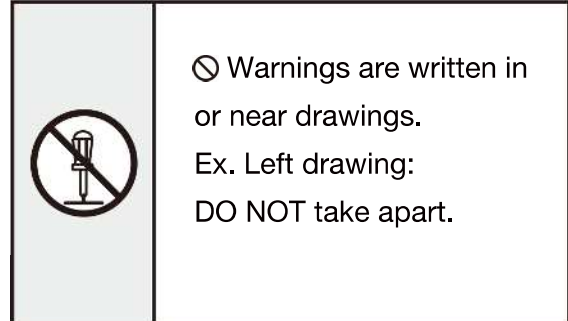 🚫 Warnings are written in
or near drawings.
Ex. Left drawing:
DO NOT take apart.